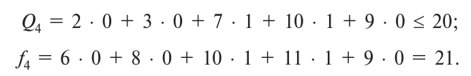 Q₄ = 2 · 0 + 3 · 0 + 7 · 1 + 10 · 1 + 9 · 0 ≤ 20;
f₄ = 6 · 0 + 8 · 0 + 10 · 1 + 11 · 1 + 9 · 0 = 21.